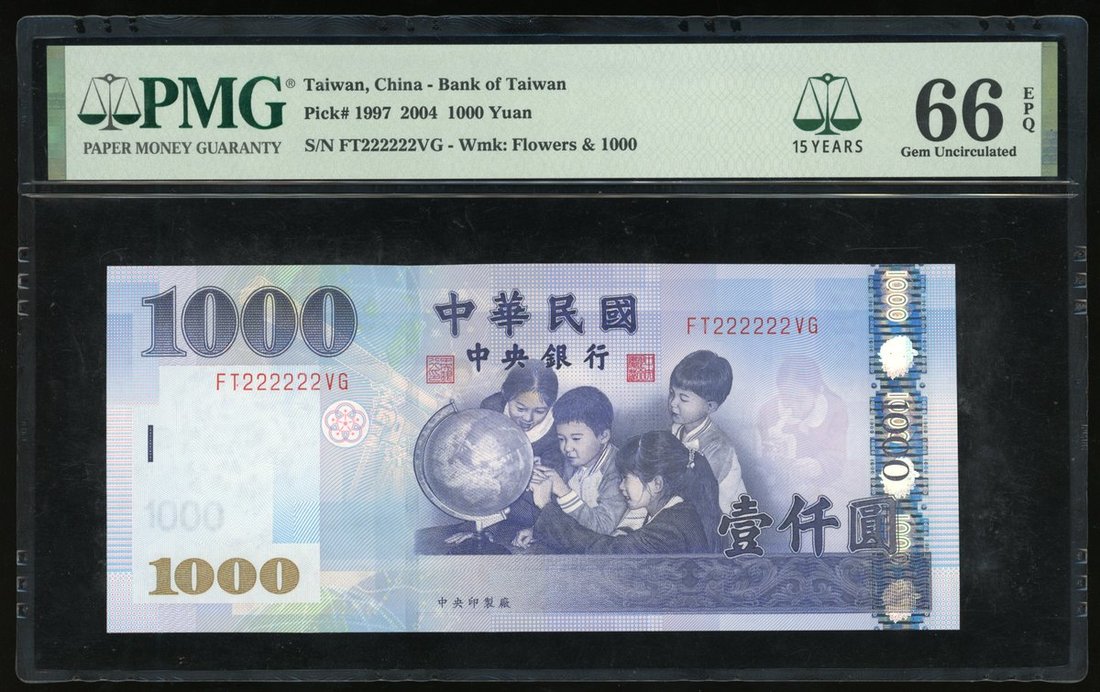 PMG®
PAPER MONEY GUARANTY
Taiwan, China - Bank of Taiwan
Pick# 1997 2004 1000 Yuan
S/N FT222222VG - Wmk: Flowers & 1000
15 YEARS
66
EPQ
Gem Uncirculated
1000
中華民國
中央銀行
FT222222VG
FT222222VG
1000
1000
1000
壹仟圓
1000
1000
中央印製廠